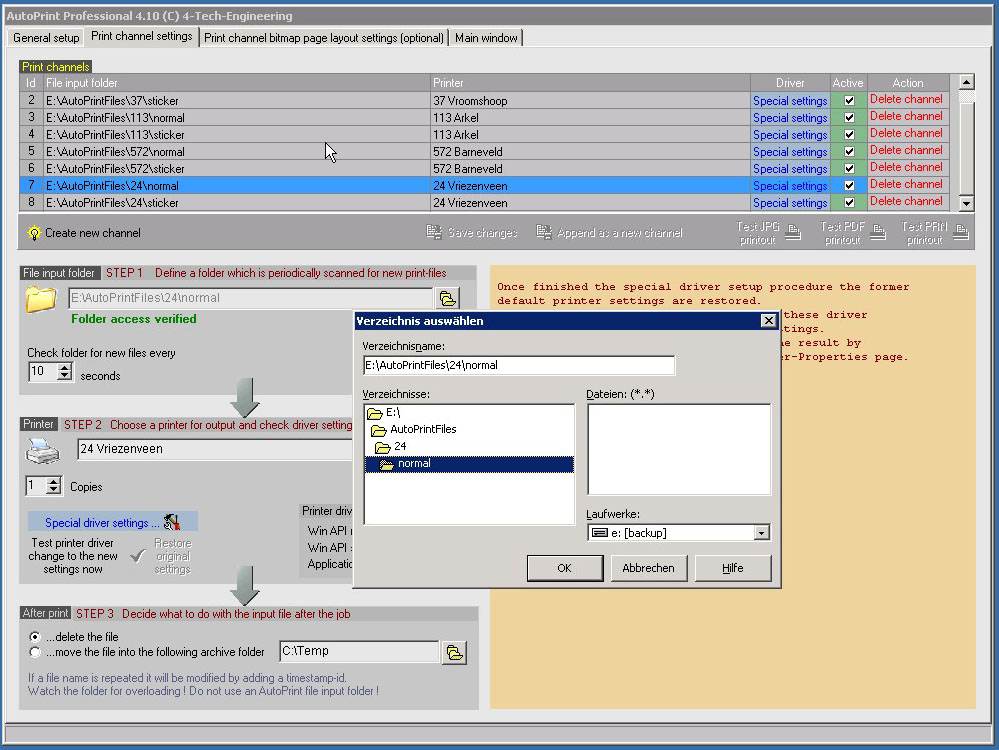 AutoPrint Professional 4.10 (C) 4-Tech-Engineering
General setup Print channel settings Print channel bitmap page layout settings (optional) Main window
Print channels
Id File input folder Printer Driver Active Action
2 E:\AutoPrintFiles\37\sticker 37 Vroomshoop Special settings Delete channel
3 E:\AutoPrintFiles\113\normal 113 Arkel Special settings Delete channel
4 E:\AutoPrintFiles\113\sticker 113 Arkel Special settings Delete channel
5 E:\AutoPrintFiles\572\normal 572 Barneveld Special settings Delete channel
6 E:\AutoPrintFiles\572\sticker 572 Barneveld Special settings Delete channel
7 E:\AutoPrintFiles\24\normal 24 Vriezenveen Special settings Delete channel
8 E:\AutoPrintFiles\24\sticker 24 Vriezenveen Special settings Delete channel
Create new channel Save changes Append as a new channel Test JPG printout Test PDF printout Test PRN printout
File input folder STEP 1 Define a folder which is periodically scanned for new print-files
E:\AutoPrintFiles\24\normal
Folder access verified
Check folder for new files every
10 seconds
Printer STEP 2 Choose a printer for output and check driver setting
24 Vriezenveen
1 Copies
Special driver settings ...
Test printer driver
change to the new
settings now
Restore
original
settings
Printer driv
Win API
Win API
Applicatio
After print STEP 3 Decide what to do with the input file after the job
...delete the file
...move the file into the following archive folder C:\Temp
If a file name is repeated it will be modified by adding a timestamp-id.
Watch the folder for overloading ! Do not use an AutoPrint file input folder !
Once finished the special driver setup procedure the former
default printer settings are restored.
these driver
tings.
e result by
er-Properties page.
Verzeichnis auswählen
Verzeichnisname:
E:\AutoPrintFiles\24\normal
Verzeichnisse:
E:\
AutoPrintFiles
24
normal
Dateien: (*.*)
Laufwerke:
e: [backup]
OK Abbrechen Hilfe